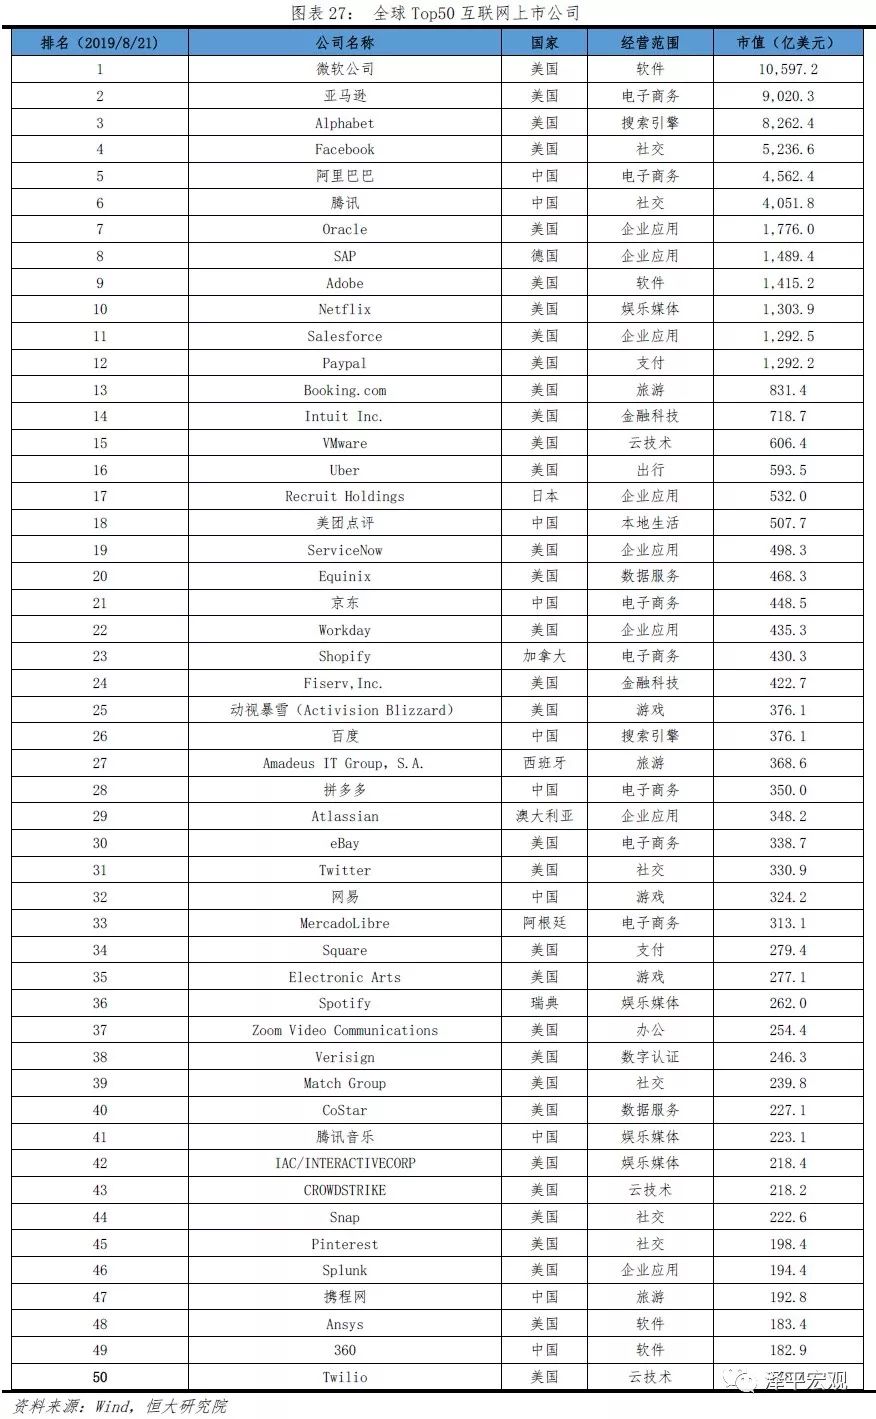 图表 27： 全球 Top50 互联网上市公司
排名（2019/8/21） 公司名称 国家 经营范围 市值（亿美元）
1 微软公司 美国 软件 10,597.2
2 亚马逊 美国 电子商务 9,020.3
3 Alphabet 美国 搜索引擎 8,262.4
4 Facebook 美国 社交 5,236.6
5 阿里巴巴 中国 电子商务 4,562.4
6 腾讯 中国 社交 4,051.8
7 Oracle 美国 企业应用 1,776.0
8 SAP 德国 企业应用 1,489.4
9 Adobe 美国 软件 1,415.2
10 Netflix 美国 娱乐媒体 1,303.9
11 Salesforce 美国 企业应用 1,292.5
12 Paypal 美国 支付 1,292.2
13 Booking.com 美国 旅游 831.4
14 Intuit Inc. 美国 金融科技 718.7
15 VMware 美国 云技术 606.4
16 Uber 美国 出行 593.5
17 Recruit Holdings 日本 企业应用 532.0
18 美团点评 中国 本地生活 507.7
19 ServiceNow 美国 企业应用 498.3
20 Equinix 美国 数据服务 468.3
21 京东 中国 电子商务 448.5
22 Workday 美国 企业应用 435.3
23 Shopify 加拿大 电子商务 430.3
24 Fiserv,Inc. 美国 金融科技 422.7
25 动视暴雪（Activision Blizzard） 美国 游戏 376.1
26 百度 中国 搜索引擎 376.1
27 Amadeus IT Group, S.A. 西班牙 旅游 368.6
28 拼多多 中国 电子商务 350.0
29 Atlassian 澳大利亚 企业应用 348.2
30 eBay 美国 电子商务 338.7
31 Twitter 美国 社交 330.9
32 网易 中国 游戏 324.2
33 MercadoLibre 阿根廷 电子商务 313.1
34 Square 美国 支付 279.4
35 Electronic Arts 美国 游戏 277.1
36 Spotify 瑞典 娱乐媒体 262.0
37 Zoom Video Communications 美国 办公 254.4
38 Verisign 美国 数字认证 246.3
39 Match Group 美国 社交 239.8
40 CoStar 美国 数据服务 227.1
41 腾讯音乐 中国 娱乐媒体 223.1
42 IAC/INTERACTIVECORP 美国 娱乐媒体 218.4
43 CROWDSTRIKE 美国 云技术 218.2
44 Snap 美国 社交 222.6
45 Pinterest 美国 社交 198.4
46 Splunk 美国 企业应用 194.4
47 携程网 中国 旅游 192.8
48 Ansys 美国 软件 183.4
49 360 中国 软件 182.9
50 Twilio 美国 云技术
泽平宏观
资料来源：Wind，恒大研究院